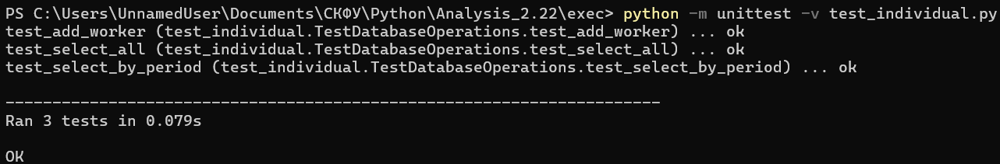 PS C:\Users\UnnamedUser\Documents\СКФУ\Python\Analysis_2.22\exec> python -m unittest -v test_individual.py
test_add_worker (test_individual.TestDatabaseOperations.test_add_worker) ... ok
test_select_all (test_individual.TestDatabaseOperations.test_select_all) ... ok
test_select_by_period (test_individual.TestDatabaseOperations.test_select_by_period) ... ok
----------------------------------------------------------------------
Ran 3 tests in 0.079s
OK